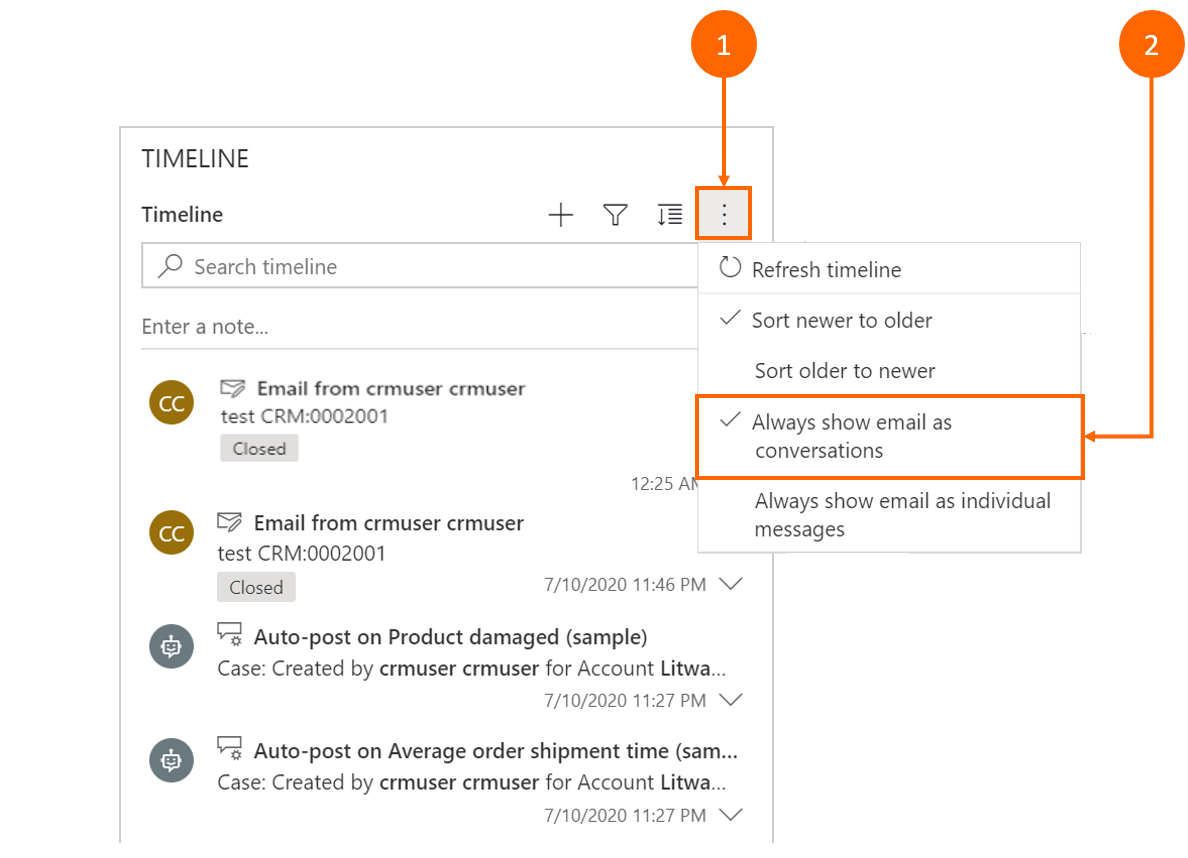 1
2
TIMELINE
Timeline
Search timeline
Refresh timeline
Enter a note...
Sort newer to older
Sort older to newer
Always show email as
conversations
Always show email as individual
messages
CC
Email from crmuser crmuser
test CRM:0002001
Closed
12:25 AM
CC
Email from crmuser crmuser
test CRM:0002001
Closed
7/10/2020 11:46 PM
Auto-post on Product damaged (sample)
Case: Created by crmuser crmuser for Account Litwa...
7/10/2020 11:27 PM
Auto-post on Average order shipment time (sam...
Case: Created by crmuser crmuser for Account Litwa...
7/10/2020 11:27 PM